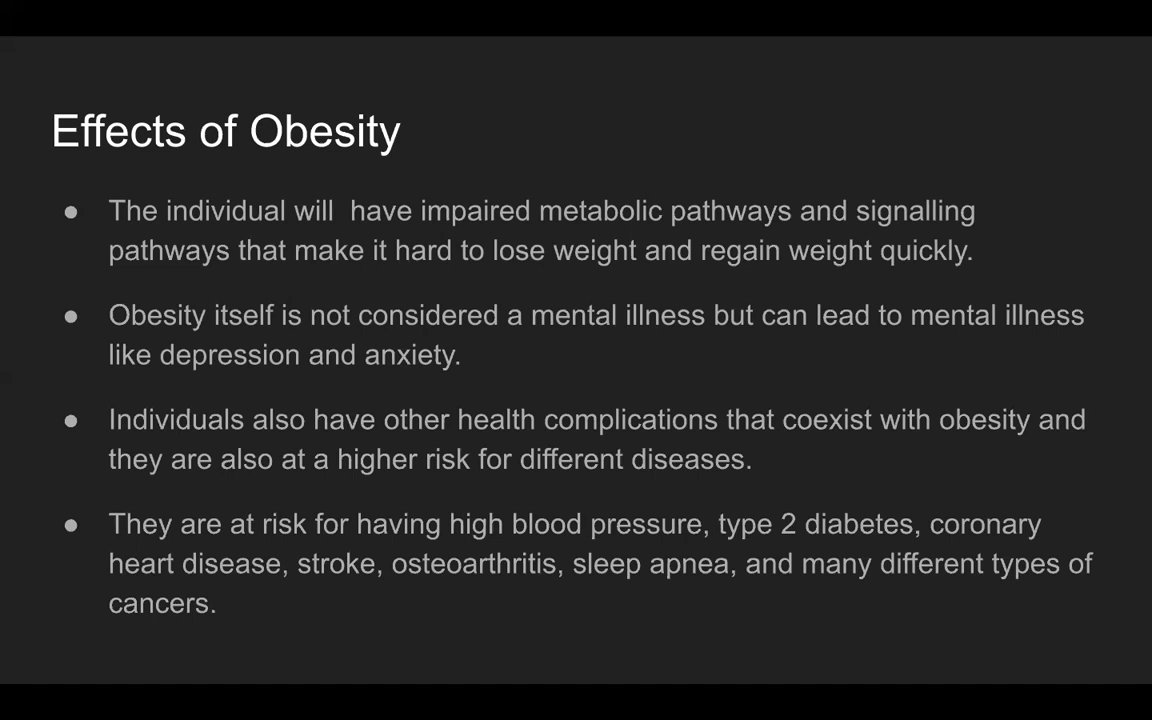 Effects of Obesity
● The individual will  have impaired metabolic pathways and signalling
pathways that make it hard to lose weight and regain weight quickly.
● Obesity itself is not considered a mental illness but can lead to mental illness
like depression and anxiety.
● Individuals also have other health complications that coexist with obesity and
they are also at a higher risk for different diseases.
● They are at risk for having high blood pressure, type 2 diabetes, coronary
heart disease, stroke, osteoarthritis, sleep apnea, and many different types of
cancers.